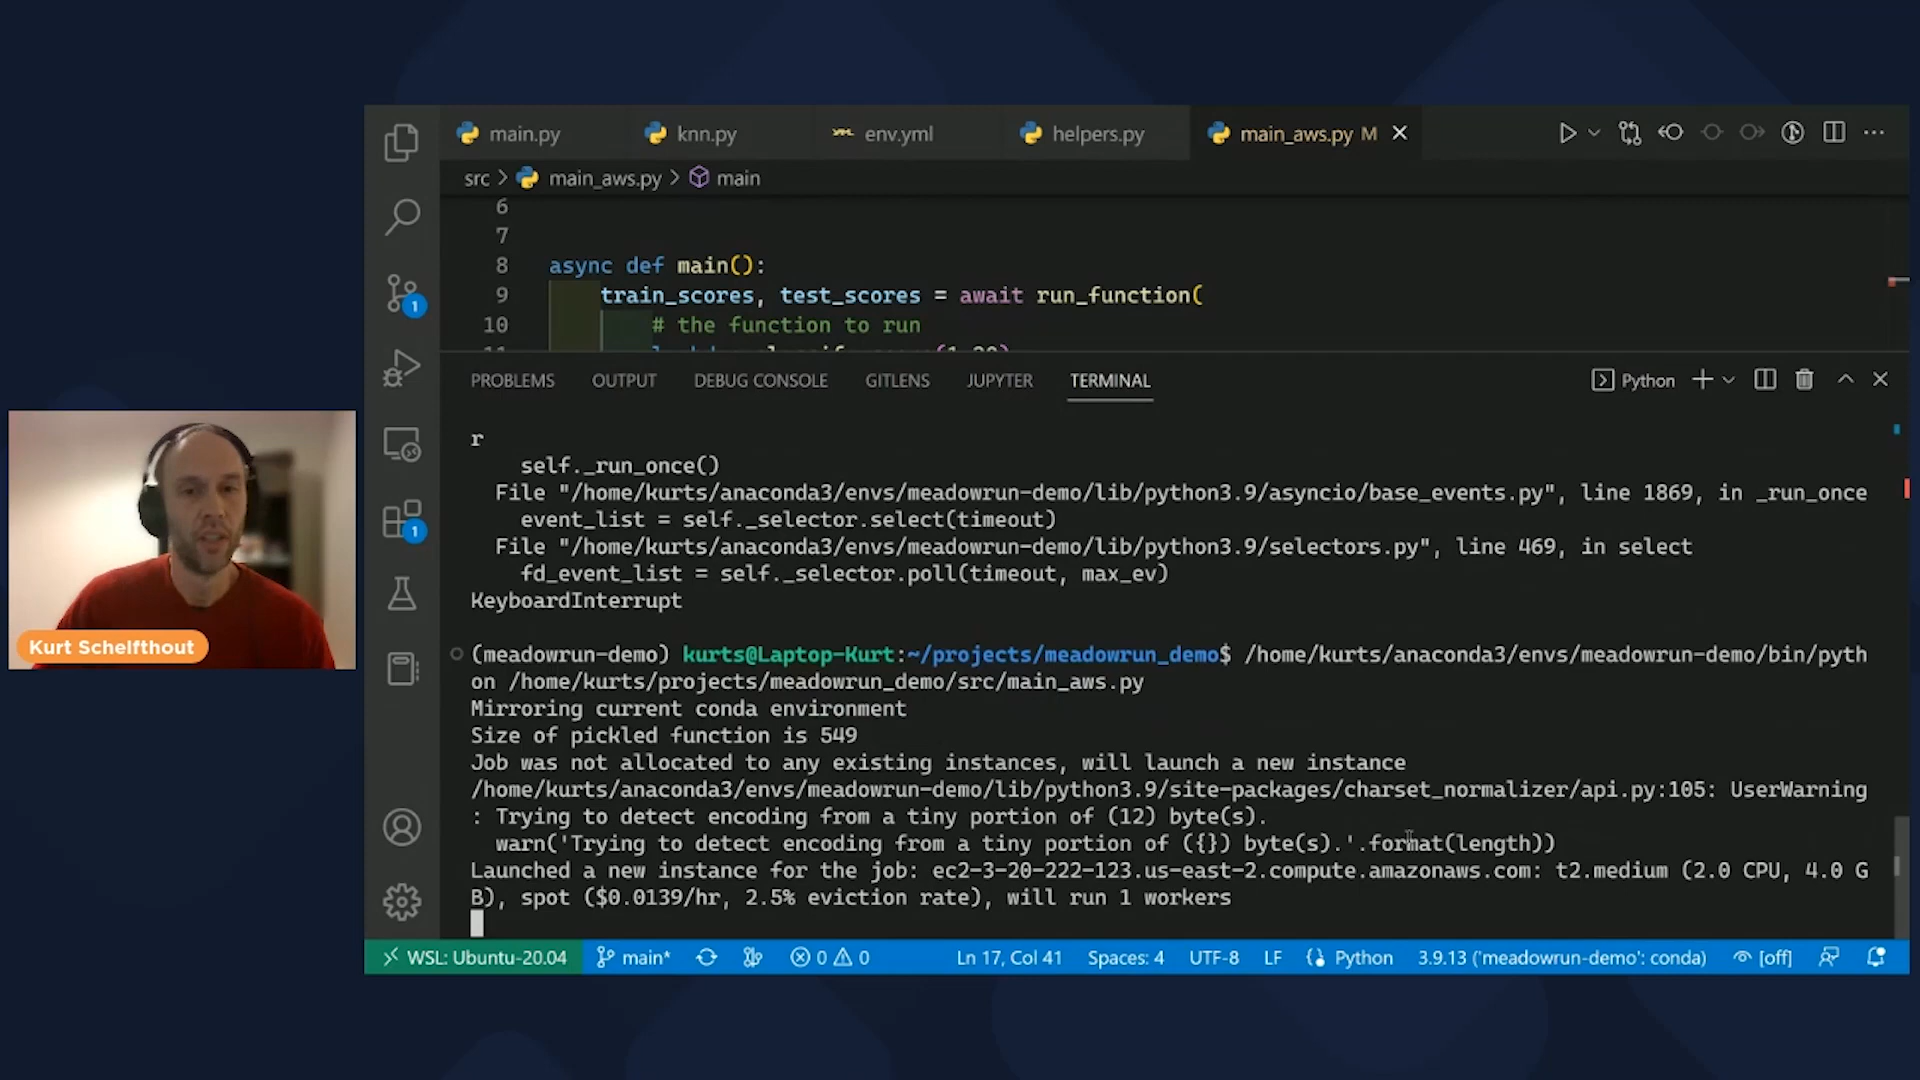 main.py knn.py env.yml helpers.py main_aws.py M
src > main_aws.py > main
6
7
8 async def main():
9 train_scores, test_scores = await run_function(
10 # the function to run
PROBLEMS OUTPUT DEBUG CONSOLE GITLENS JUPYTER TERMINAL Python
r
self._run_once()
File "/home/kurts/anaconda3/envs/meadowrun-demo/lib/python3.9/asyncio/base_events.py", line 1869, in _run_once
event_list = self._selector.select(timeout)
File "/home/kurts/anaconda3/envs/meadowrun-demo/lib/python3.9/selectors.py", line 469, in select
fd_event_list = self._selector.poll(timeout, max_ev)
KeyboardInterrupt
(meadowrun-demo) kurts@Laptop-Kurt:~/projects/meadowrun_demo$ /home/kurts/anaconda3/envs/meadowrun-demo/bin/pyth
on /home/kurts/projects/meadowrun_demo/src/main_aws.py
Mirroring current conda environment
Size of pickled function is 549
Job was not allocated to any existing instances, will launch a new instance
/home/kurts/anaconda3/envs/meadowrun-demo/lib/python3.9/site-packages/charset_normalizer/api.py:105: UserWarning
: Trying to detect encoding from a tiny portion of (12) byte(s).
warn('Trying to detect encoding from a tiny portion of ({}) byte(s).'.format(length))
Launched a new instance for the job: ec2-3-20-222-123.us-east-2.compute.amazonaws.com: t2.medium (2.0 CPU, 4.0 G
B), spot ($0.0139/hr, 2.5% eviction rate), will run 1 workers
WSL: Ubuntu-20.04 main* 0 0 Ln 17, Col 41 Spaces: 4 UTF-8 LF Python 3.9.13 ('meadowrun-demo': conda) [off]
1
1
Kurt Schelfthout